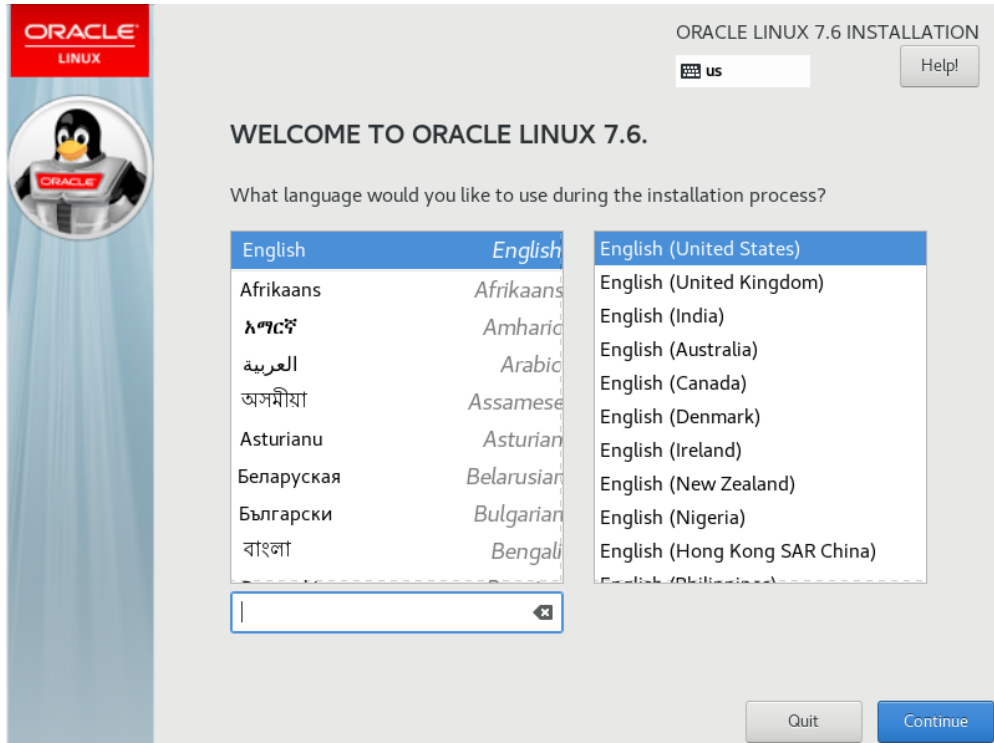 ORACLE
LINUX
ORACLE LINUX 7.6 INSTALLATION
us
Help!
ORACLE
WELCOME TO ORACLE LINUX 7.6.
What language would you like to use during the installation process?
English English
Afrikaans Afrikaans
አማርኛ Amharic
العربية Arabic
অসমীয়া Assamese
Asturianu Asturian
Беларуская Belarusian
Български Bulgarian
বাংলা Bengali
English (United States)
English (United Kingdom)
English (India)
English (Australia)
English (Canada)
English (Denmark)
English (Ireland)
English (New Zealand)
English (Nigeria)
English (Hong Kong SAR China)
English (Philippines)
Quit
Continue